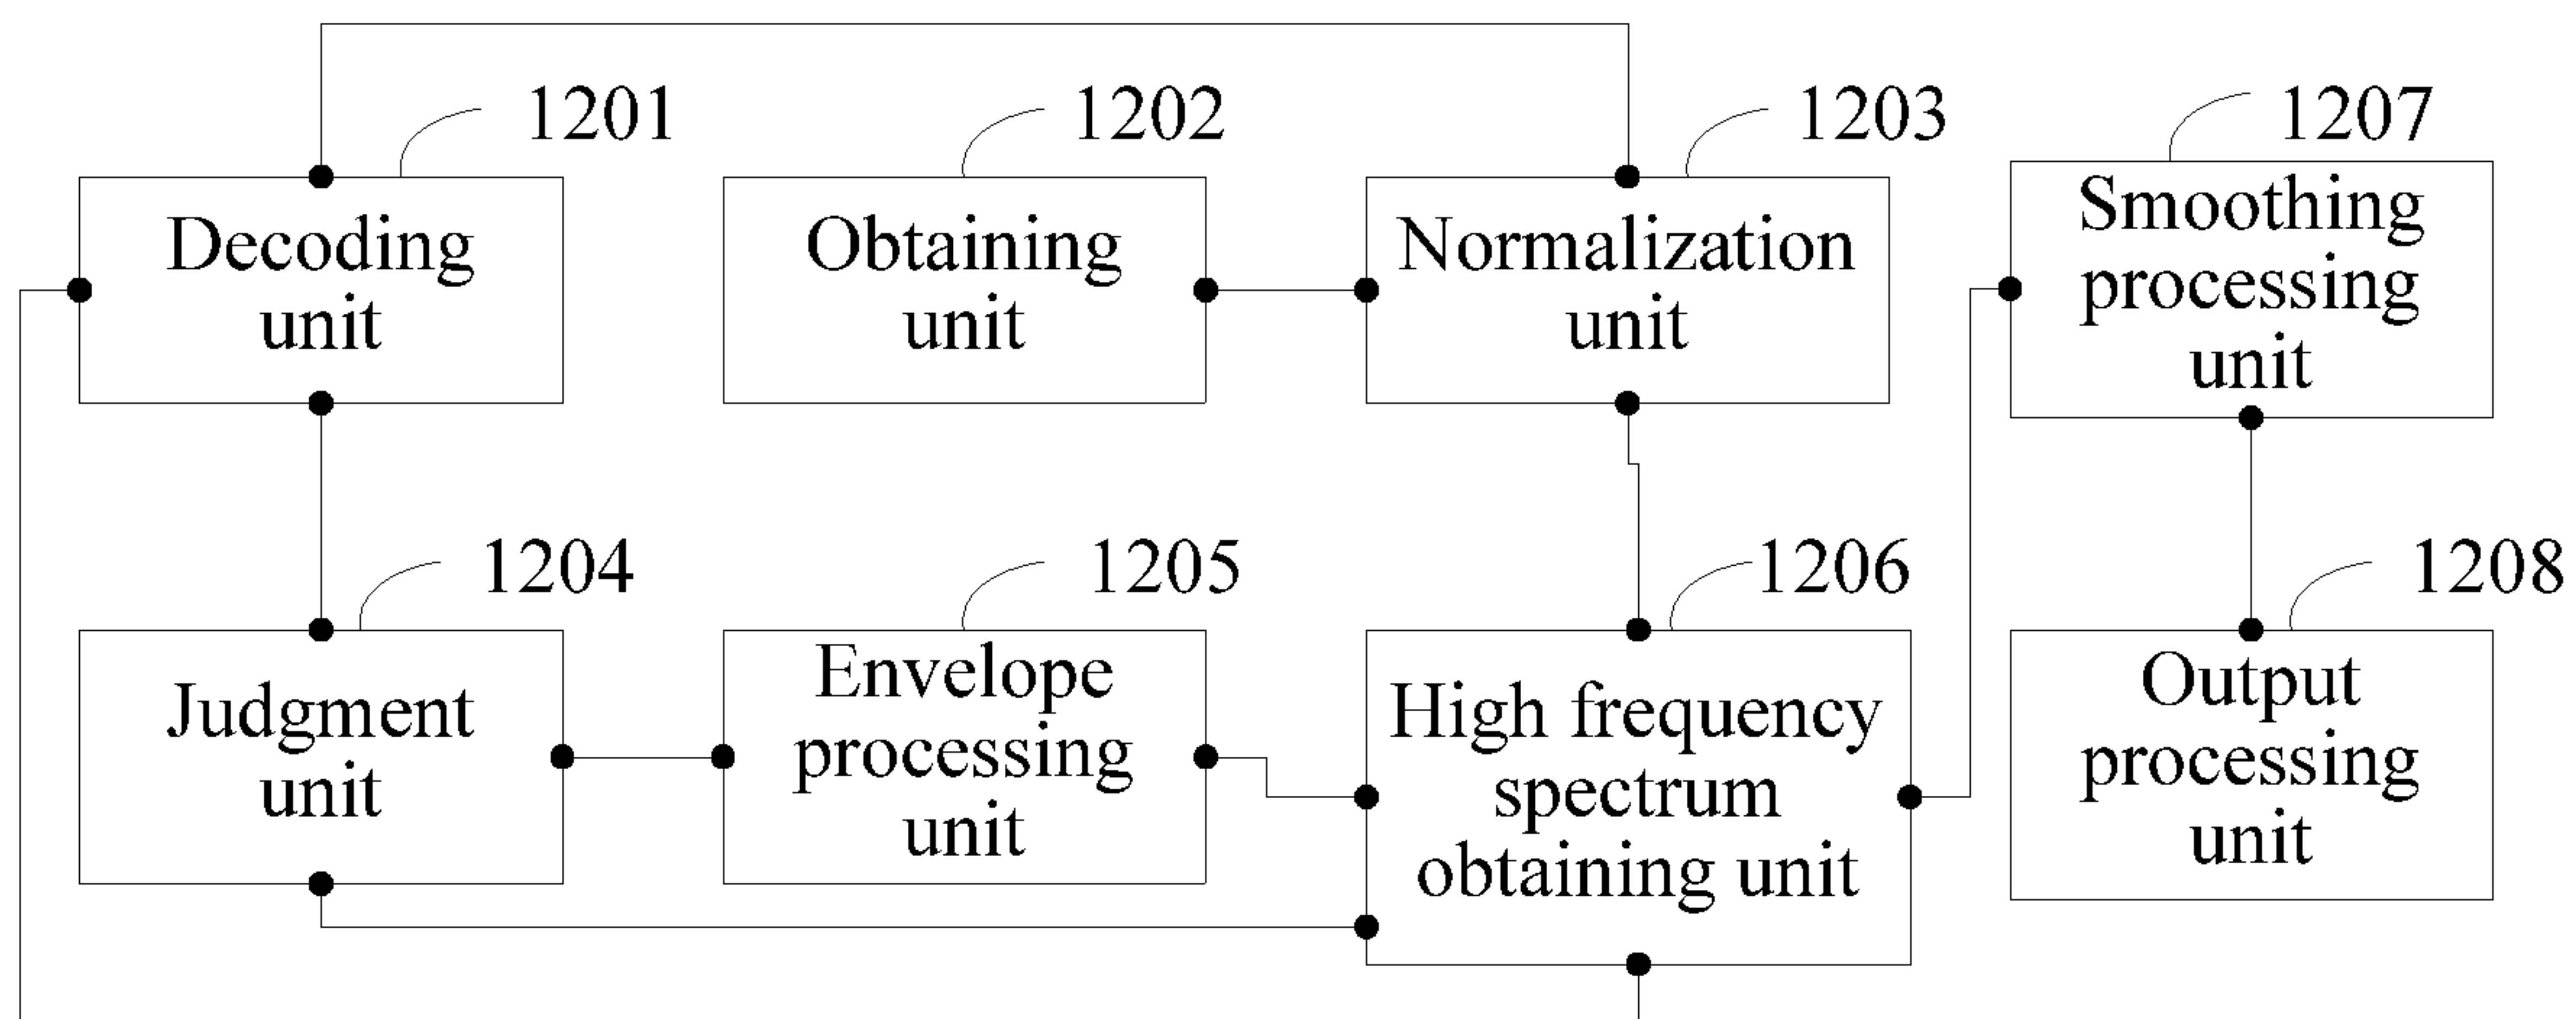 1201
Decoding
unit
1202
Obtaining
unit
1203
Normalization
unit
1207
Smoothing
processing
unit
1204
Judgment
unit
1205
Envelope
processing
unit
1206
High frequency
spectrum
obtaining unit
1208
Output
processing
unit